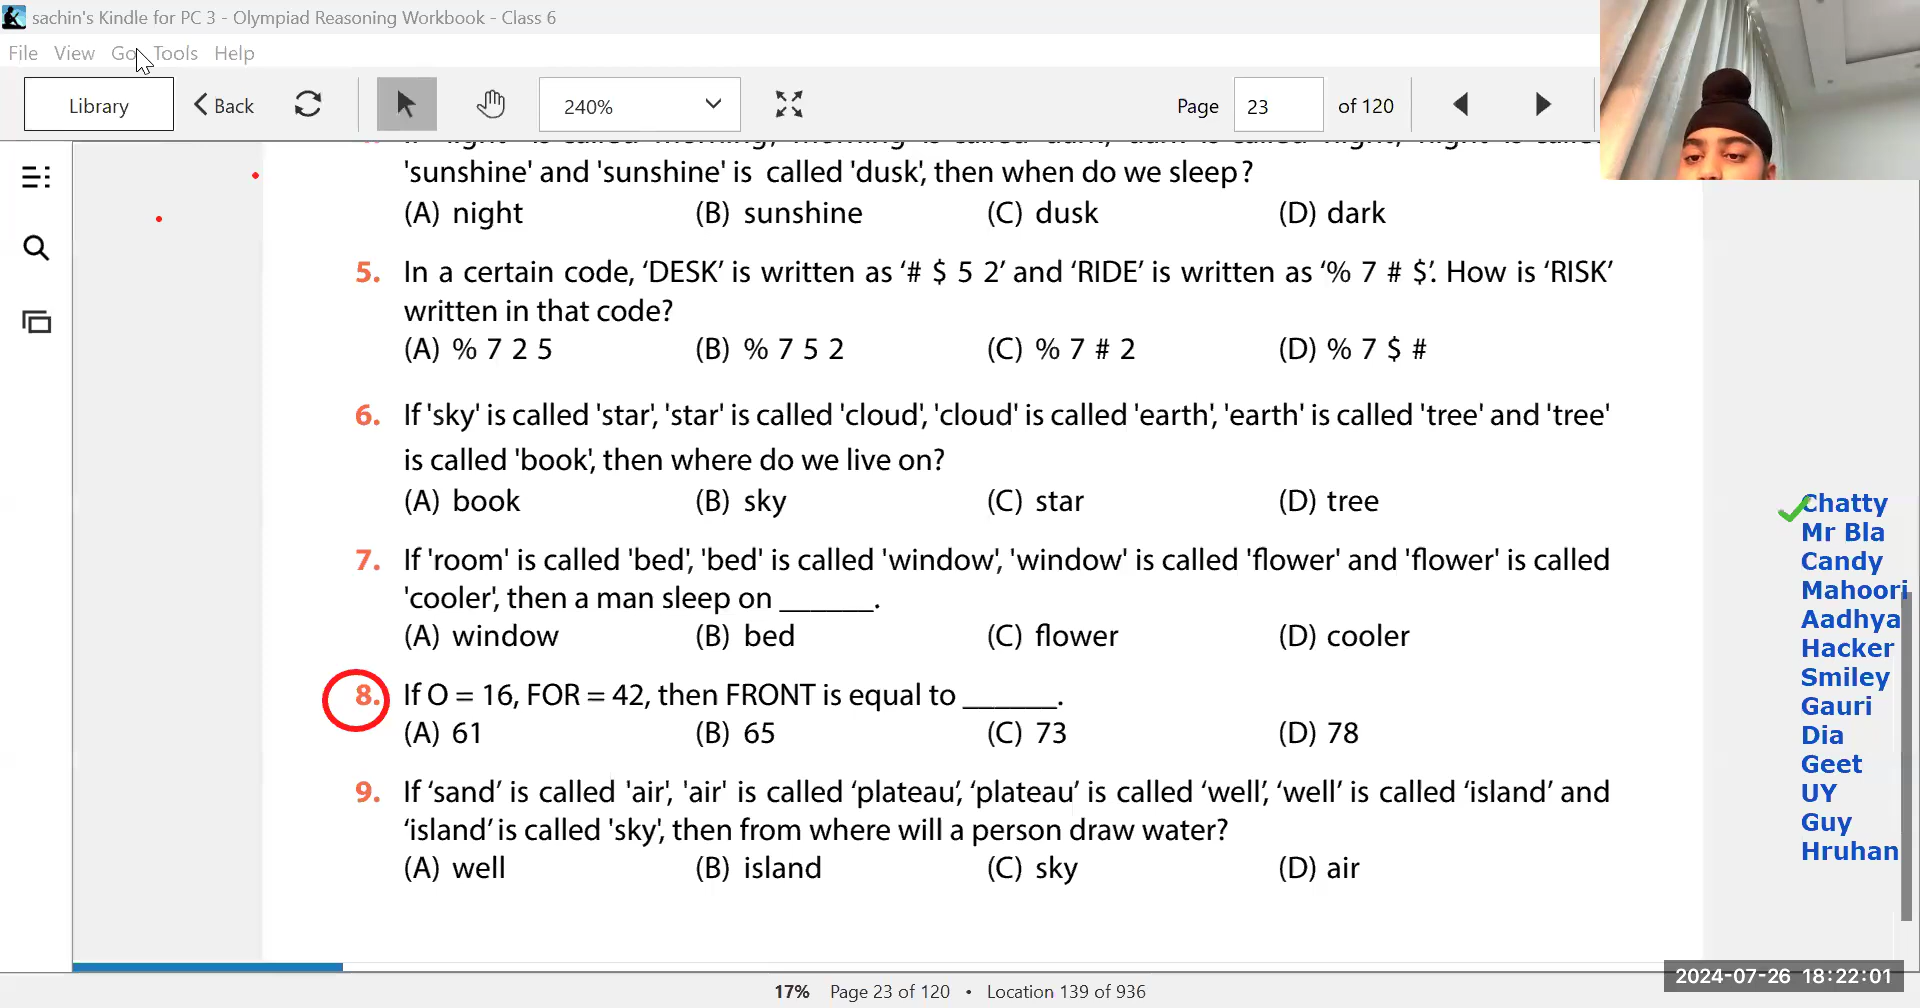 sachin's Kindle for PC 3 - Olympiad Reasoning Workbook - Class 6
File View Go Tools Help
Library Back 240% Page 23 of 120
'sunshine' and 'sunshine' is called 'dusk', then when do we sleep?
(A) night (B) sunshine (C) dusk (D) dark
5. In a certain code, ‘DESK’ is written as ‘# $ 5 2’ and ‘RIDE’ is written as ‘% 7 # $’. How is ‘RISK’
written in that code?
(A) % 7 2 5 (B) % 7 5 2 (C) % 7 # 2 (D) % 7 $ #
6. If 'sky' is called 'star', 'star' is called 'cloud', 'cloud' is called 'earth', 'earth' is called 'tree' and 'tree'
is called 'book', then where do we live on?
(A) book (B) sky (C) star (D) tree
7. If 'room' is called 'bed', 'bed' is called 'window', 'window' is called 'flower' and 'flower' is called
'cooler', then a man sleep on ______.
(A) window (B) bed (C) flower (D) cooler
8. If O = 16, FOR = 42, then FRONT is equal to ______.
(A) 61 (B) 65 (C) 73 (D) 78
9. If ‘sand’ is called 'air', 'air' is called ‘plateau’, ‘plateau’ is called ‘well’, ‘well’ is called ‘island’ and
‘island’ is called 'sky', then from where will a person draw water?
(A) well (B) island (C) sky (D) air
Chatty
Mr Bla
Candy
Mahoori
Aadhya
Hacker
Smiley
Gauri
Dia
Geet
UY
Guy
Hruhan
2024-07-26 18:22:01
17% Page 23 of 120 • Location 139 of 936